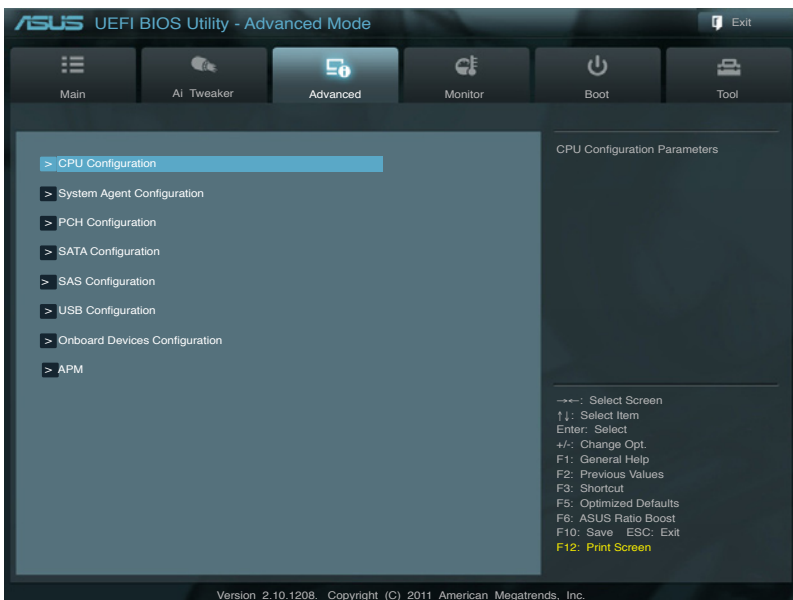 ASUS UEFI BIOS Utility - Advanced Mode
Exit
Main
Ai Tweaker
Advanced
Monitor
Boot
Tool
> CPU Configuration
> System Agent Configuration
> PCH Configuration
> SATA Configuration
> SAS Configuration
> USB Configuration
> Onboard Devices Configuration
> APM
CPU Configuration Parameters
→←: Select Screen
↑↓: Select Item
Enter: Select
+/-: Change Opt.
F1: General Help
F2: Previous Values
F3: Shortcut
F5: Optimized Defaults
F6: ASUS Ratio Boost
F10: Save ESC: Exit
F12: Print Screen
Version 2.10.1208. Copyright (C) 2011 American Megatrends, Inc.